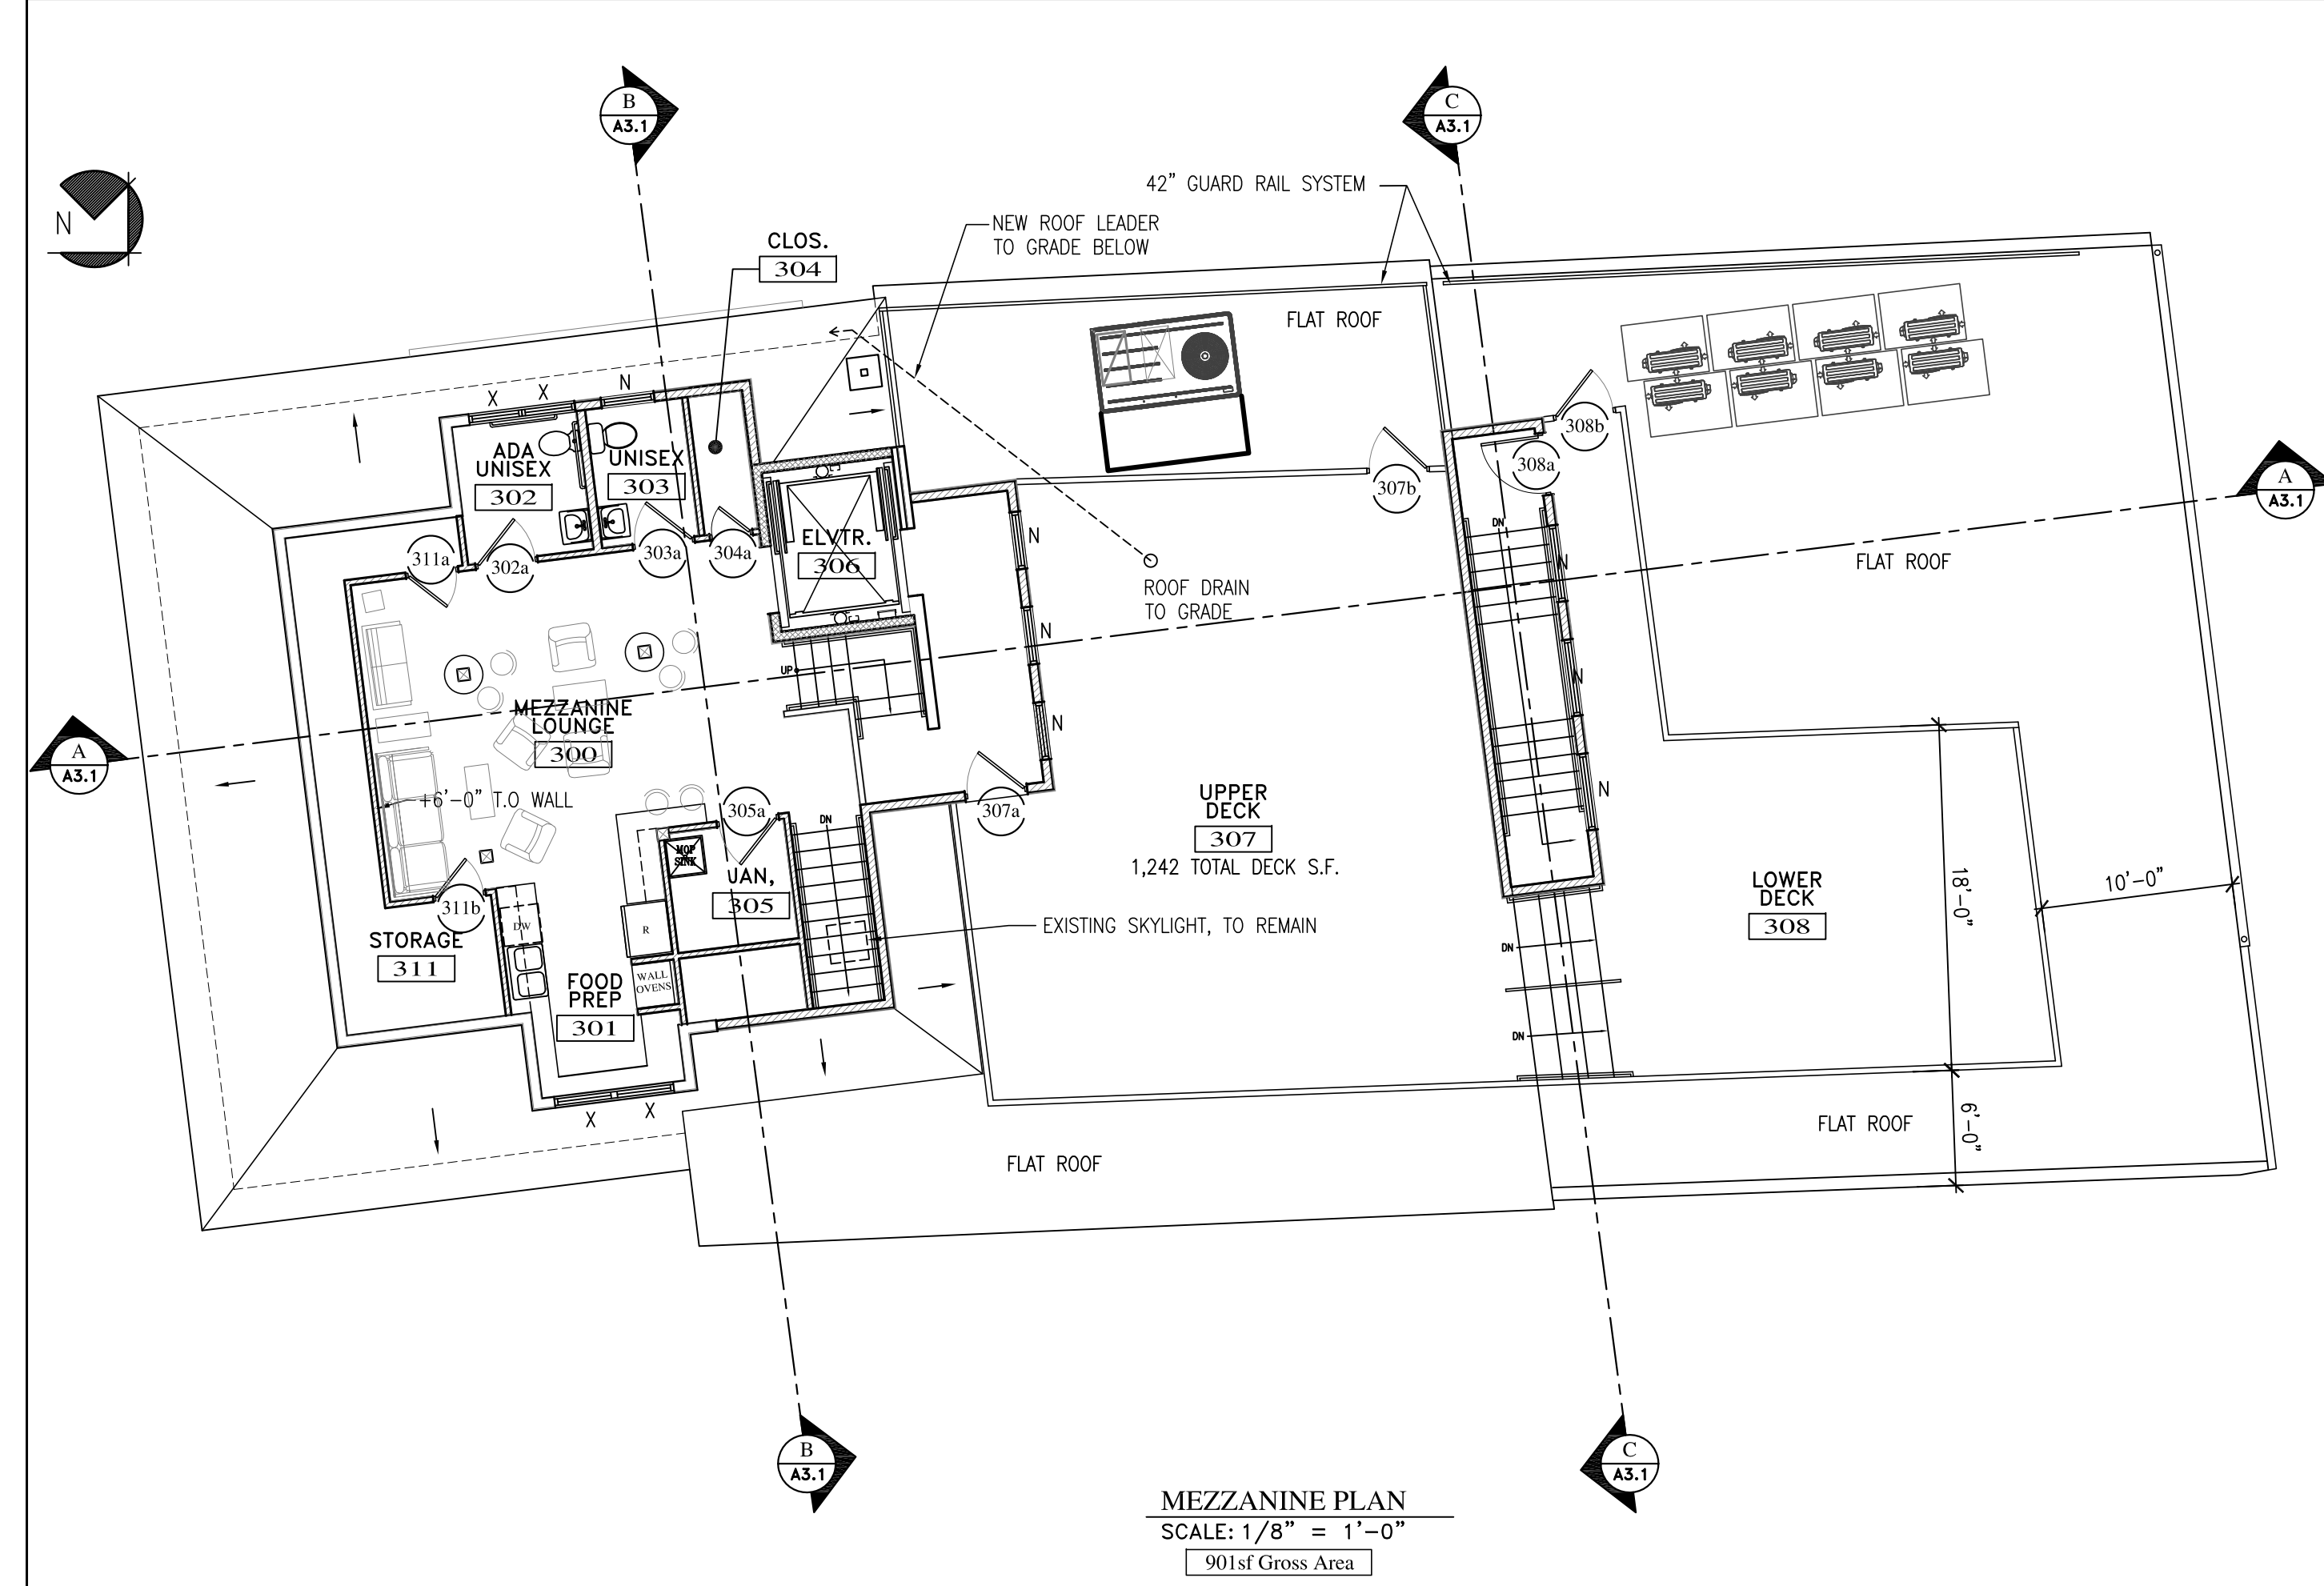 B
A3.1
C
A3.1
N
42” GUARD RAIL SYSTEM
NEW ROOF LEADER
TO GRADE BELOW
CLOS.
304
FLAT ROOF
X
X
N
ADA
UNISEX
302
UNISEX
303
308b
308a
307b
A
A3.1
DN
N
ELVTR.
306
311a
302a
303a
304a
N
FLAT ROOF
ROOF DRAIN
TO GRADE
N
UP
N
N
MEZZANINE
LOUNGE
300
N
A
A3.1
+6’-0” T.O WALL
305a
DN
307a
UPPER
DECK
307
1,242 TOTAL DECK S.F.
N
MOP
SINK
JAN,
305
LOWER
DECK
308
18’-0”
10’-0”
311b
DW
R
EXISTING SKYLIGHT, TO REMAIN
STORAGE
311
DN
WALL
OVENS
FOOD
PREP
301
DN
X
X
FLAT ROOF
6’-0”
FLAT ROOF
B
A3.1
C
A3.1
MEZZANINE PLAN
SCALE: 1/8” = 1’-0”
901sf Gross Area